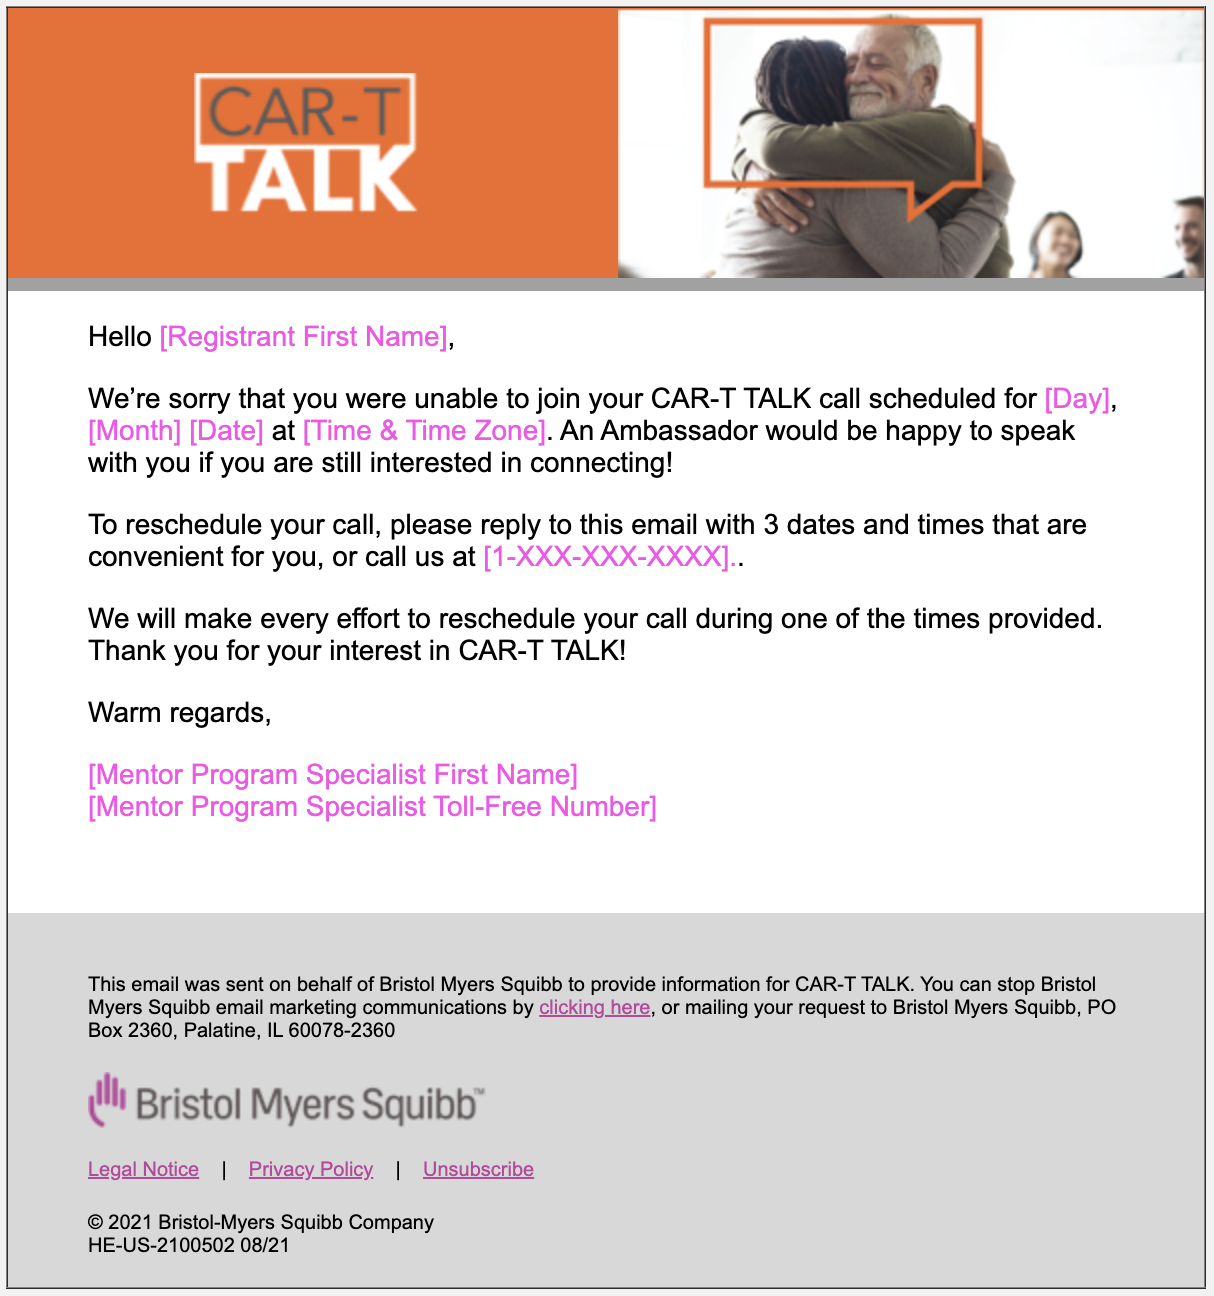 CAR-T
TALK
Hello [Registrant First Name],
We’re sorry that you were unable to join your CAR-T TALK call scheduled for [Day],
[Month] [Date] at [Time & Time Zone]. An Ambassador would be happy to speak
with you if you are still interested in connecting!
To reschedule your call, please reply to this email with 3 dates and times that are
convenient for you, or call us at [1-XXX-XXX-XXXX]..
We will make every effort to reschedule your call during one of the times provided.
Thank you for your interest in CAR-T TALK!
Warm regards,
[Mentor Program Specialist First Name]
[Mentor Program Specialist Toll-Free Number]
This email was sent on behalf of Bristol Myers Squibb to provide information for CAR-T TALK. You can stop Bristol
Myers Squibb email marketing communications by clicking here, or mailing your request to Bristol Myers Squibb, PO
Box 2360, Palatine, IL 60078-2360
Bristol Myers Squibb™
Legal Notice | Privacy Policy | Unsubscribe
© 2021 Bristol-Myers Squibb Company
HE-US-2100502 08/21